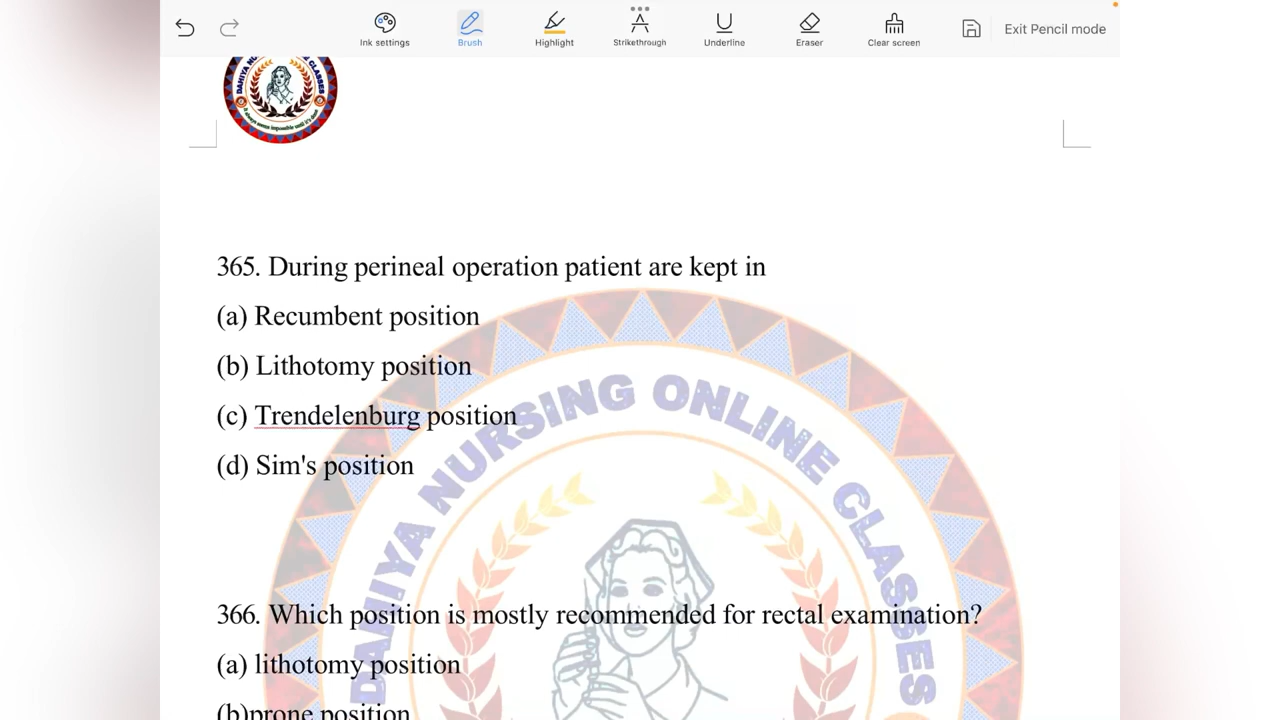 Ink settings
Brush
Highlight
Strikethrough
Underline
Eraser
Clear screen
Exit Pencil mode
365. During perineal operation patient are kept in
(a) Recumbent position
(b) Lithotomy position
(c) Trendelenburg position
(d) Sim's position
DAHIYA NURSING ONLINE CLASSES
366. Which position is mostly recommended for rectal examination?
(a) lithotomy position
(b)prone position